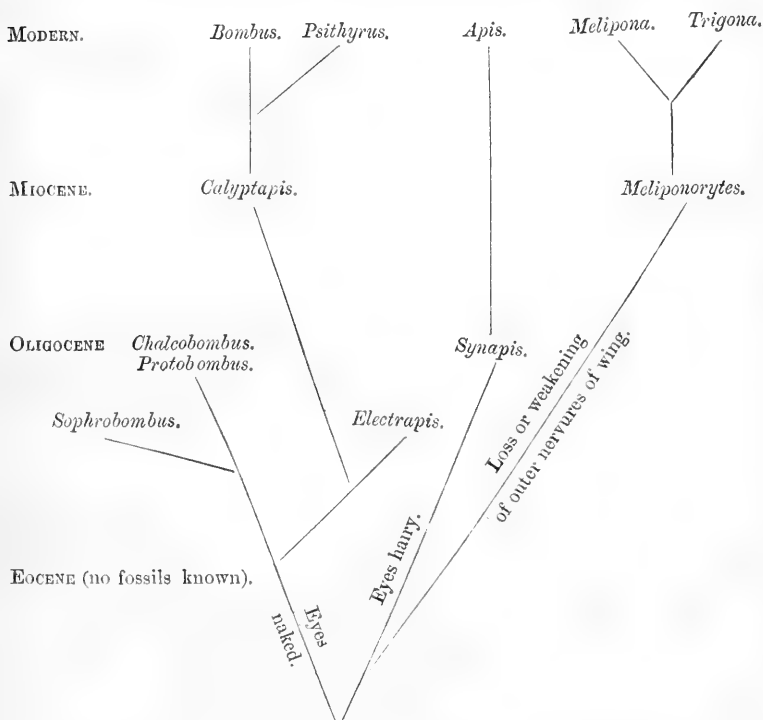 MODERN. Bombus. Psithyrus. Apis. Melipona. Trigona.
MIOCENE. Calyptapis. Meliponorytes.
OLIGOCENE Chalcobombus. Synapis.
Protobombus.
Sophrobombus. Electrapis.
Loss or weakening
of outer nervures of wing.
Eyes hairy.
EOCENE (no fossils known).
Eyes
naked.